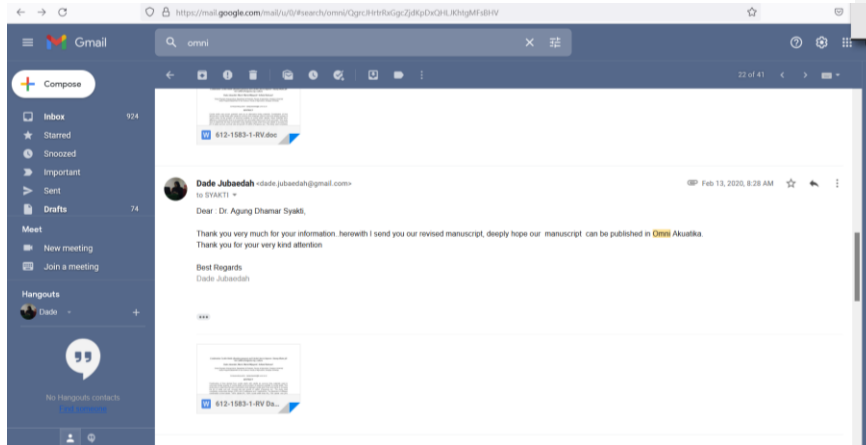 https://mail.google.com/mail/u/0/#search/omni/
Gmail
omni
Compose
22 of 41
Inbox 924
Starred
Snoozed
Important
Sent
Drafts 74
Meet
New meeting
Join a meeting
Hangouts
Dade
No Hangouts contacts
Find someone
612-1583-1-RV.doc
Dade Jubaedah <dade.jubaedah@gmail.com>
Feb 13, 2020, 8:28 AM
to SYAKTI
Dear : Dr. Agung Dhamar Syakti,
Thank you very much for your information. herewith I send you our revised manuscript, deeply hope our manuscript can be published in Omni Akuatika.
Thank you for your very kind attention
Best Regards
Dade Jubaedah
612-1583-1-RV Da...